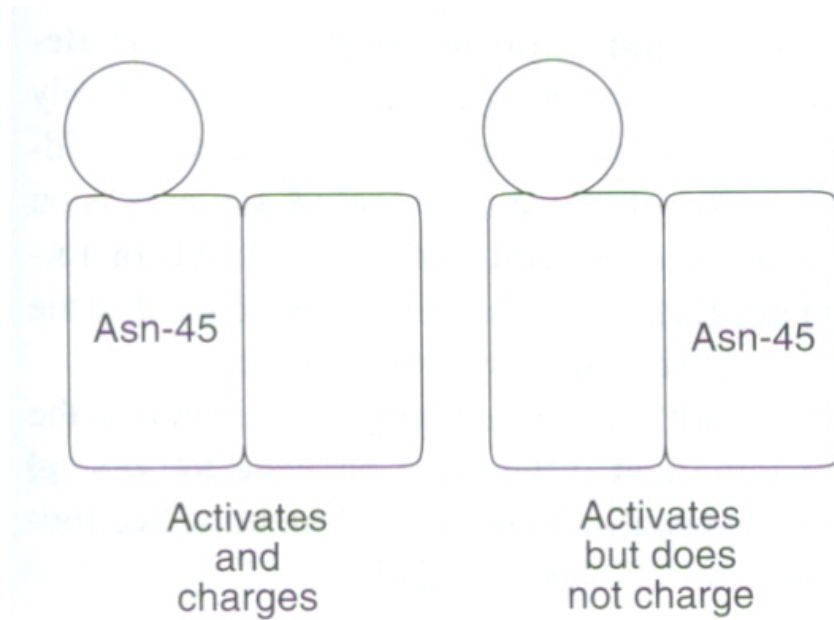 Asn-45
Asn-45
Activates
and
charges
Activates
but does
not charge